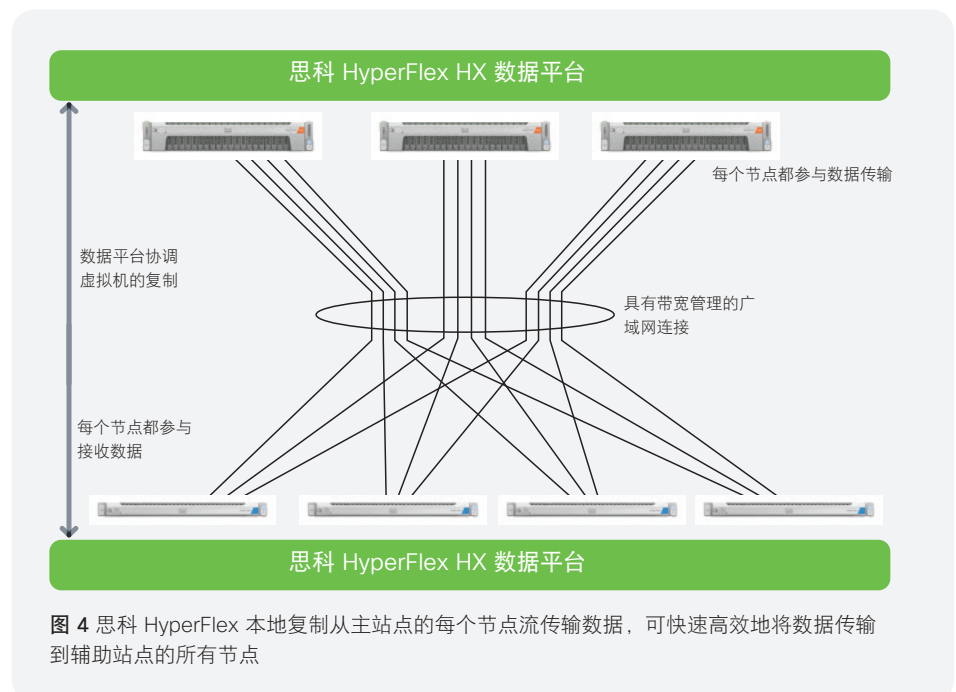 思科 HyperFlex HX 数据平台
每个节点都参与数据传输
数据平台协调
虚拟机的复制
具有带宽管理的广
域网连接
每个节点都参与
接收数据
思科 HyperFlex HX 数据平台
图 4 思科 HyperFlex 本地复制从主站点的每个节点流传输数据，可快速高效地将数据传输
到辅助站点的所有节点